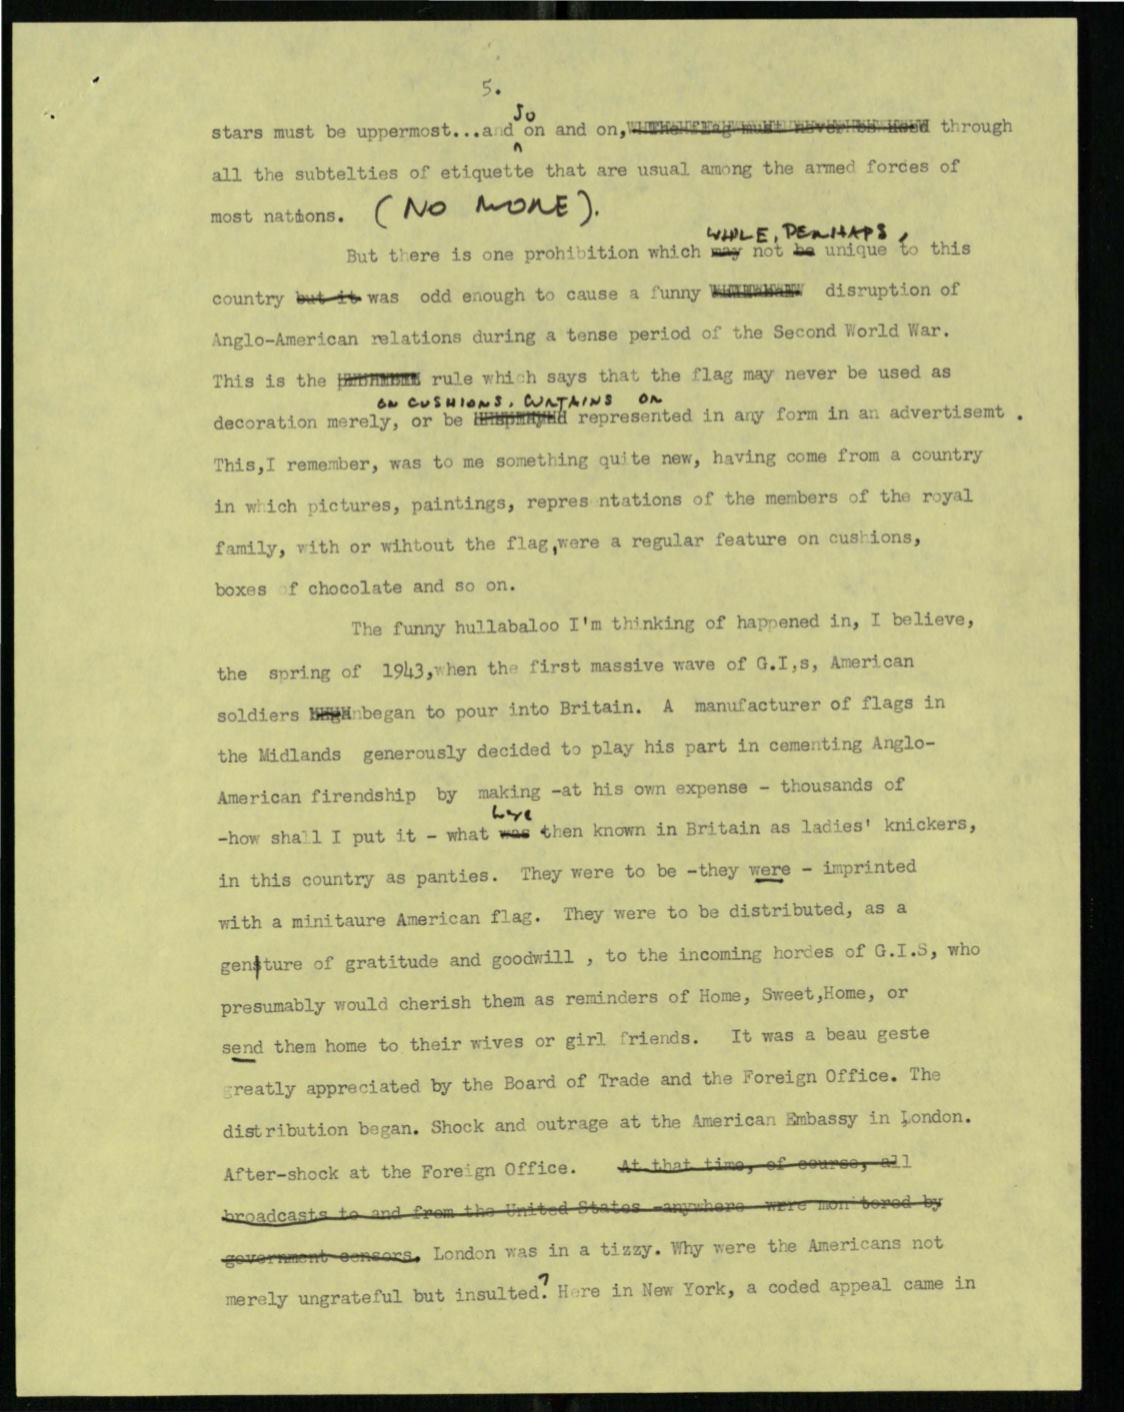 5.
So
stars must be uppermost...and on and on, The flag must never be used through
all the subtelties of etiquette that are usual among the armed forces of
most nations. (NO MORE).
WHILE, PERHAPS,
But there is one prohibition which may not be unique to this
country but it was odd enough to cause a funny disruption of
Anglo-American relations during a tense period of the Second World War.
This is the rule which says that the flag may never be used as
ON CUSHIONS, CURTAINS OR
decoration merely, or be represented in any form in an advertisemt .
This,I remember, was to me something quite new, having come from a country
in which pictures, paintings, representations of the members of the royal
family, with or wihtout the flag,were a regular feature on cushions,
boxes of chocolate and so on.
The funny hullabaloo I'm thinking of happened in, I believe,
the spring of 1943,when the first massive wave of G.I,s, American
soldiers began to pour into Britain. A manufacturer of flags in
the Midlands generously decided to play his part in cementing Anglo-
American firendship by making -at his own expense - thousands of
were
-how shall I put it - what was then known in Britain as ladies' knickers,
in this country as panties. They were to be -they were - imprinted
with a minitaure American flag. They were to be distributed, as a
gensture of gratitude and goodwill , to the incoming hordes of G.I.S, who
presumably would cherish them as reminders of Home, Sweet,Home, or
send them home to their wives or girl friends. It was a beau geste
greatly appreciated by the Board of Trade and the Foreign Office. The
distribution began. Shock and outrage at the American Embassy in London.
After-shock at the Foreign Office. At that time, of course, all
broadcasts to and from the United States -anywhere- were monitored by
government censors. London was in a tizzy. Why were the Americans not
merely ungrateful but insulted? Here in New York, a coded appeal came in